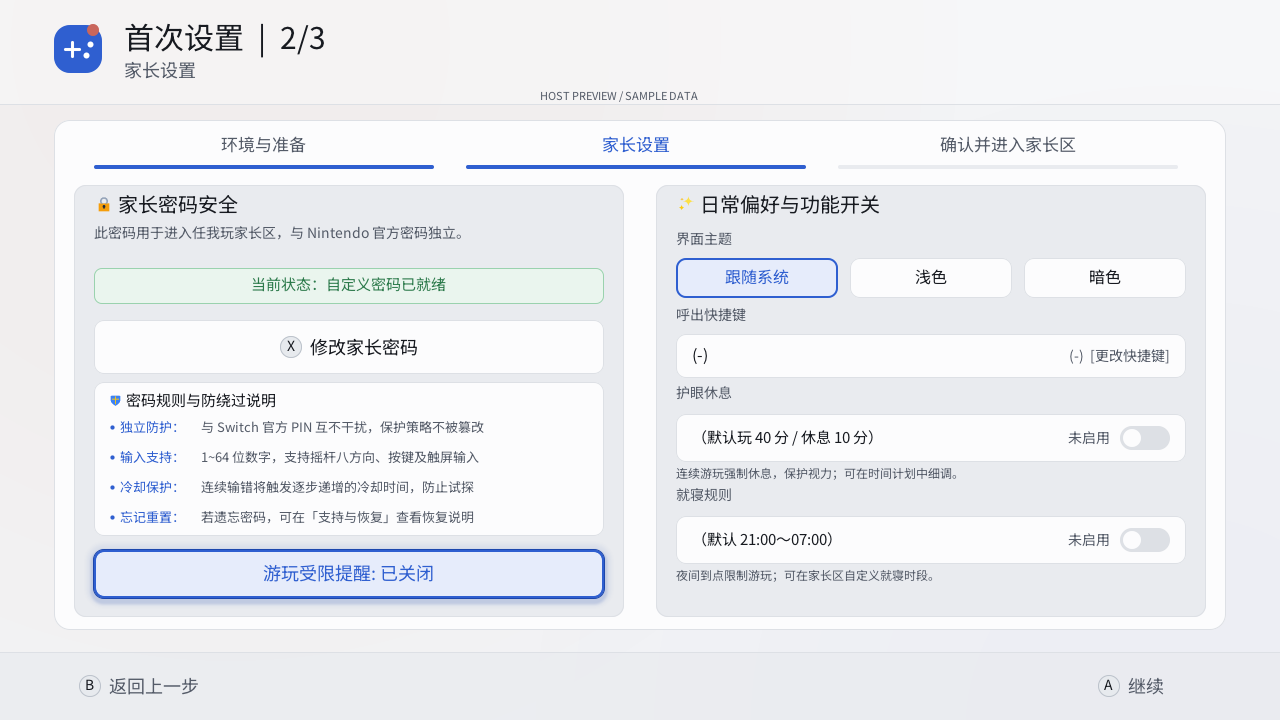 首次设置 | 2/3
家长设置
HOST PREVIEW / SAMPLE DATA
环境与准备
家长设置
确认并进入家长区
家长密码安全
此密码用于进入任我玩家长区，与 Nintendo 官方密码独立。
当前状态：自定义密码已就绪
X 修改家长密码
密码规则与防绕过说明
• 独立防护： 与 Switch 官方 PIN 互不干扰，保护策略不被篡改
• 输入支持： 1~64 位数字，支持摇杆八方向、按键及触屏输入
• 冷却保护： 连续输错将触发逐步递增的冷却时间，防止试探
• 忘记重置： 若遗忘密码，可在「支持与恢复」查看恢复说明
游玩受限提醒: 已关闭
日常偏好与功能开关
界面主题
跟随系统
浅色
暗色
呼出快捷键
(-)
(-) [更改快捷键]
护眼休息
（默认玩 40 分 / 休息 10 分）
未启用
连续游玩强制休息，保护视力；可在时间计划中细调。
就寝规则
（默认 21:00～07:00）
未启用
夜间到点限制游玩；可在家长区自定义就寝时段。
B 返回上一步
A 继续